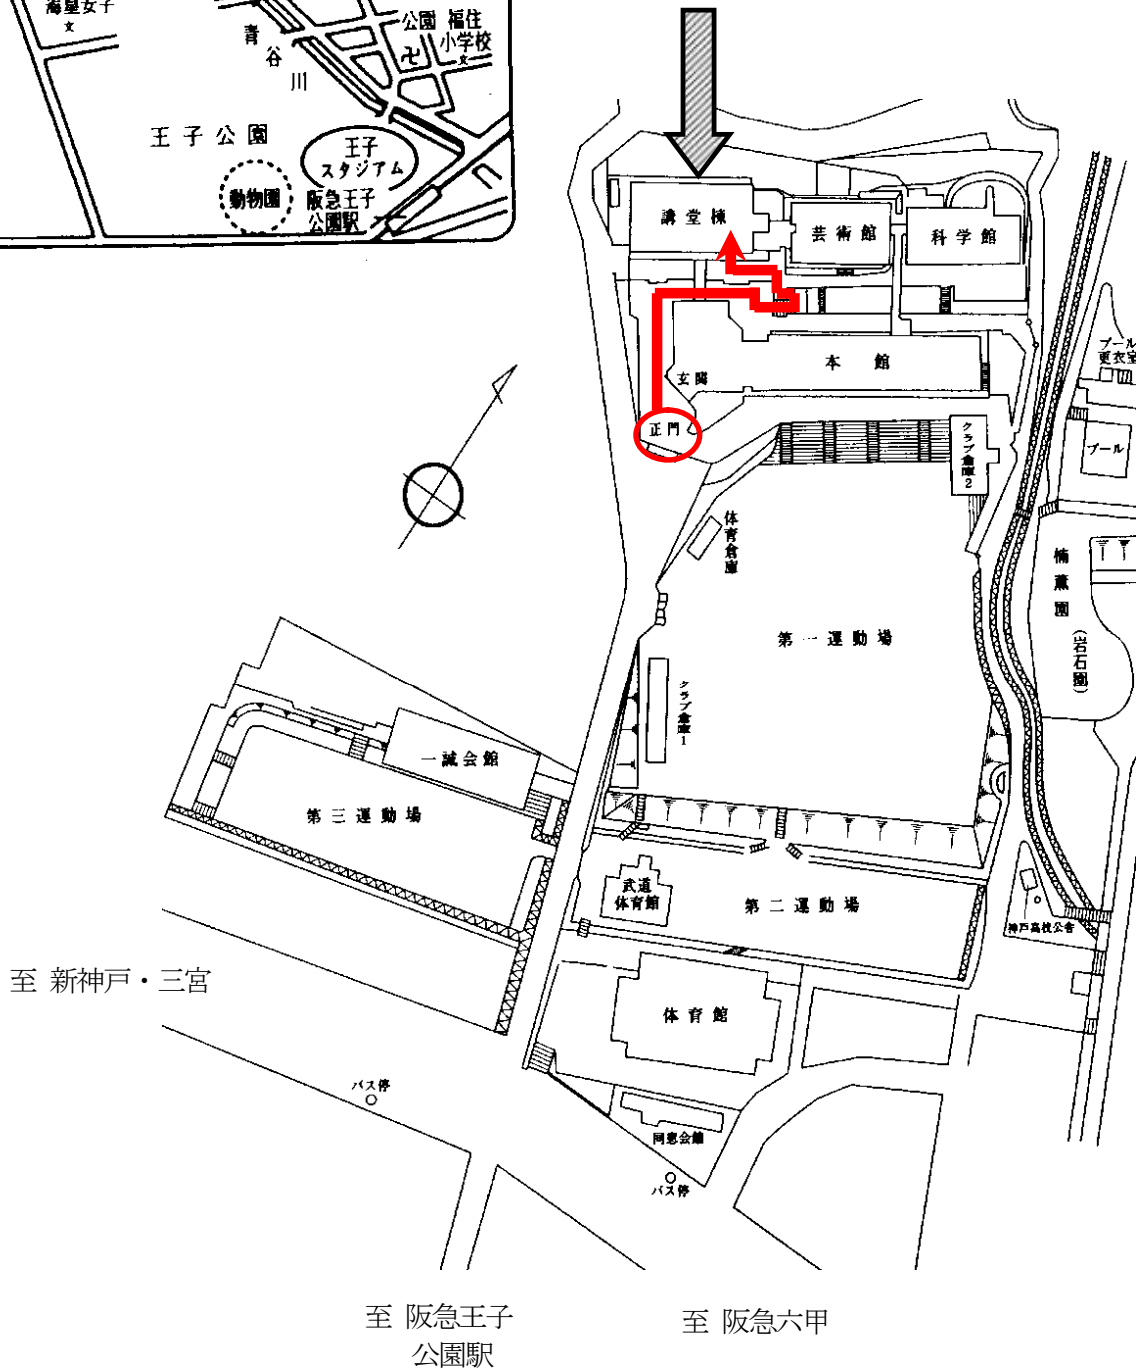 海星女子
文
青谷川
公園
福住
小学校
文
王子公園
王子
スタジアム
動物園
阪急王子
公園駅
講堂棟
芸術館
科学館
本館
玄関
正門
プール
更衣室
プール
クラブ倉庫2
体育倉庫
楠薫園
(岩石園)
第一運動場
クラブ倉庫1
一誠会館
第三運動場
武道
体育館
第二運動場
神戸高校公舎
至 新神戸・三宮
体育館
バス停
同窓会館
バス停
至 阪急王子
公園駅
至 阪急六甲